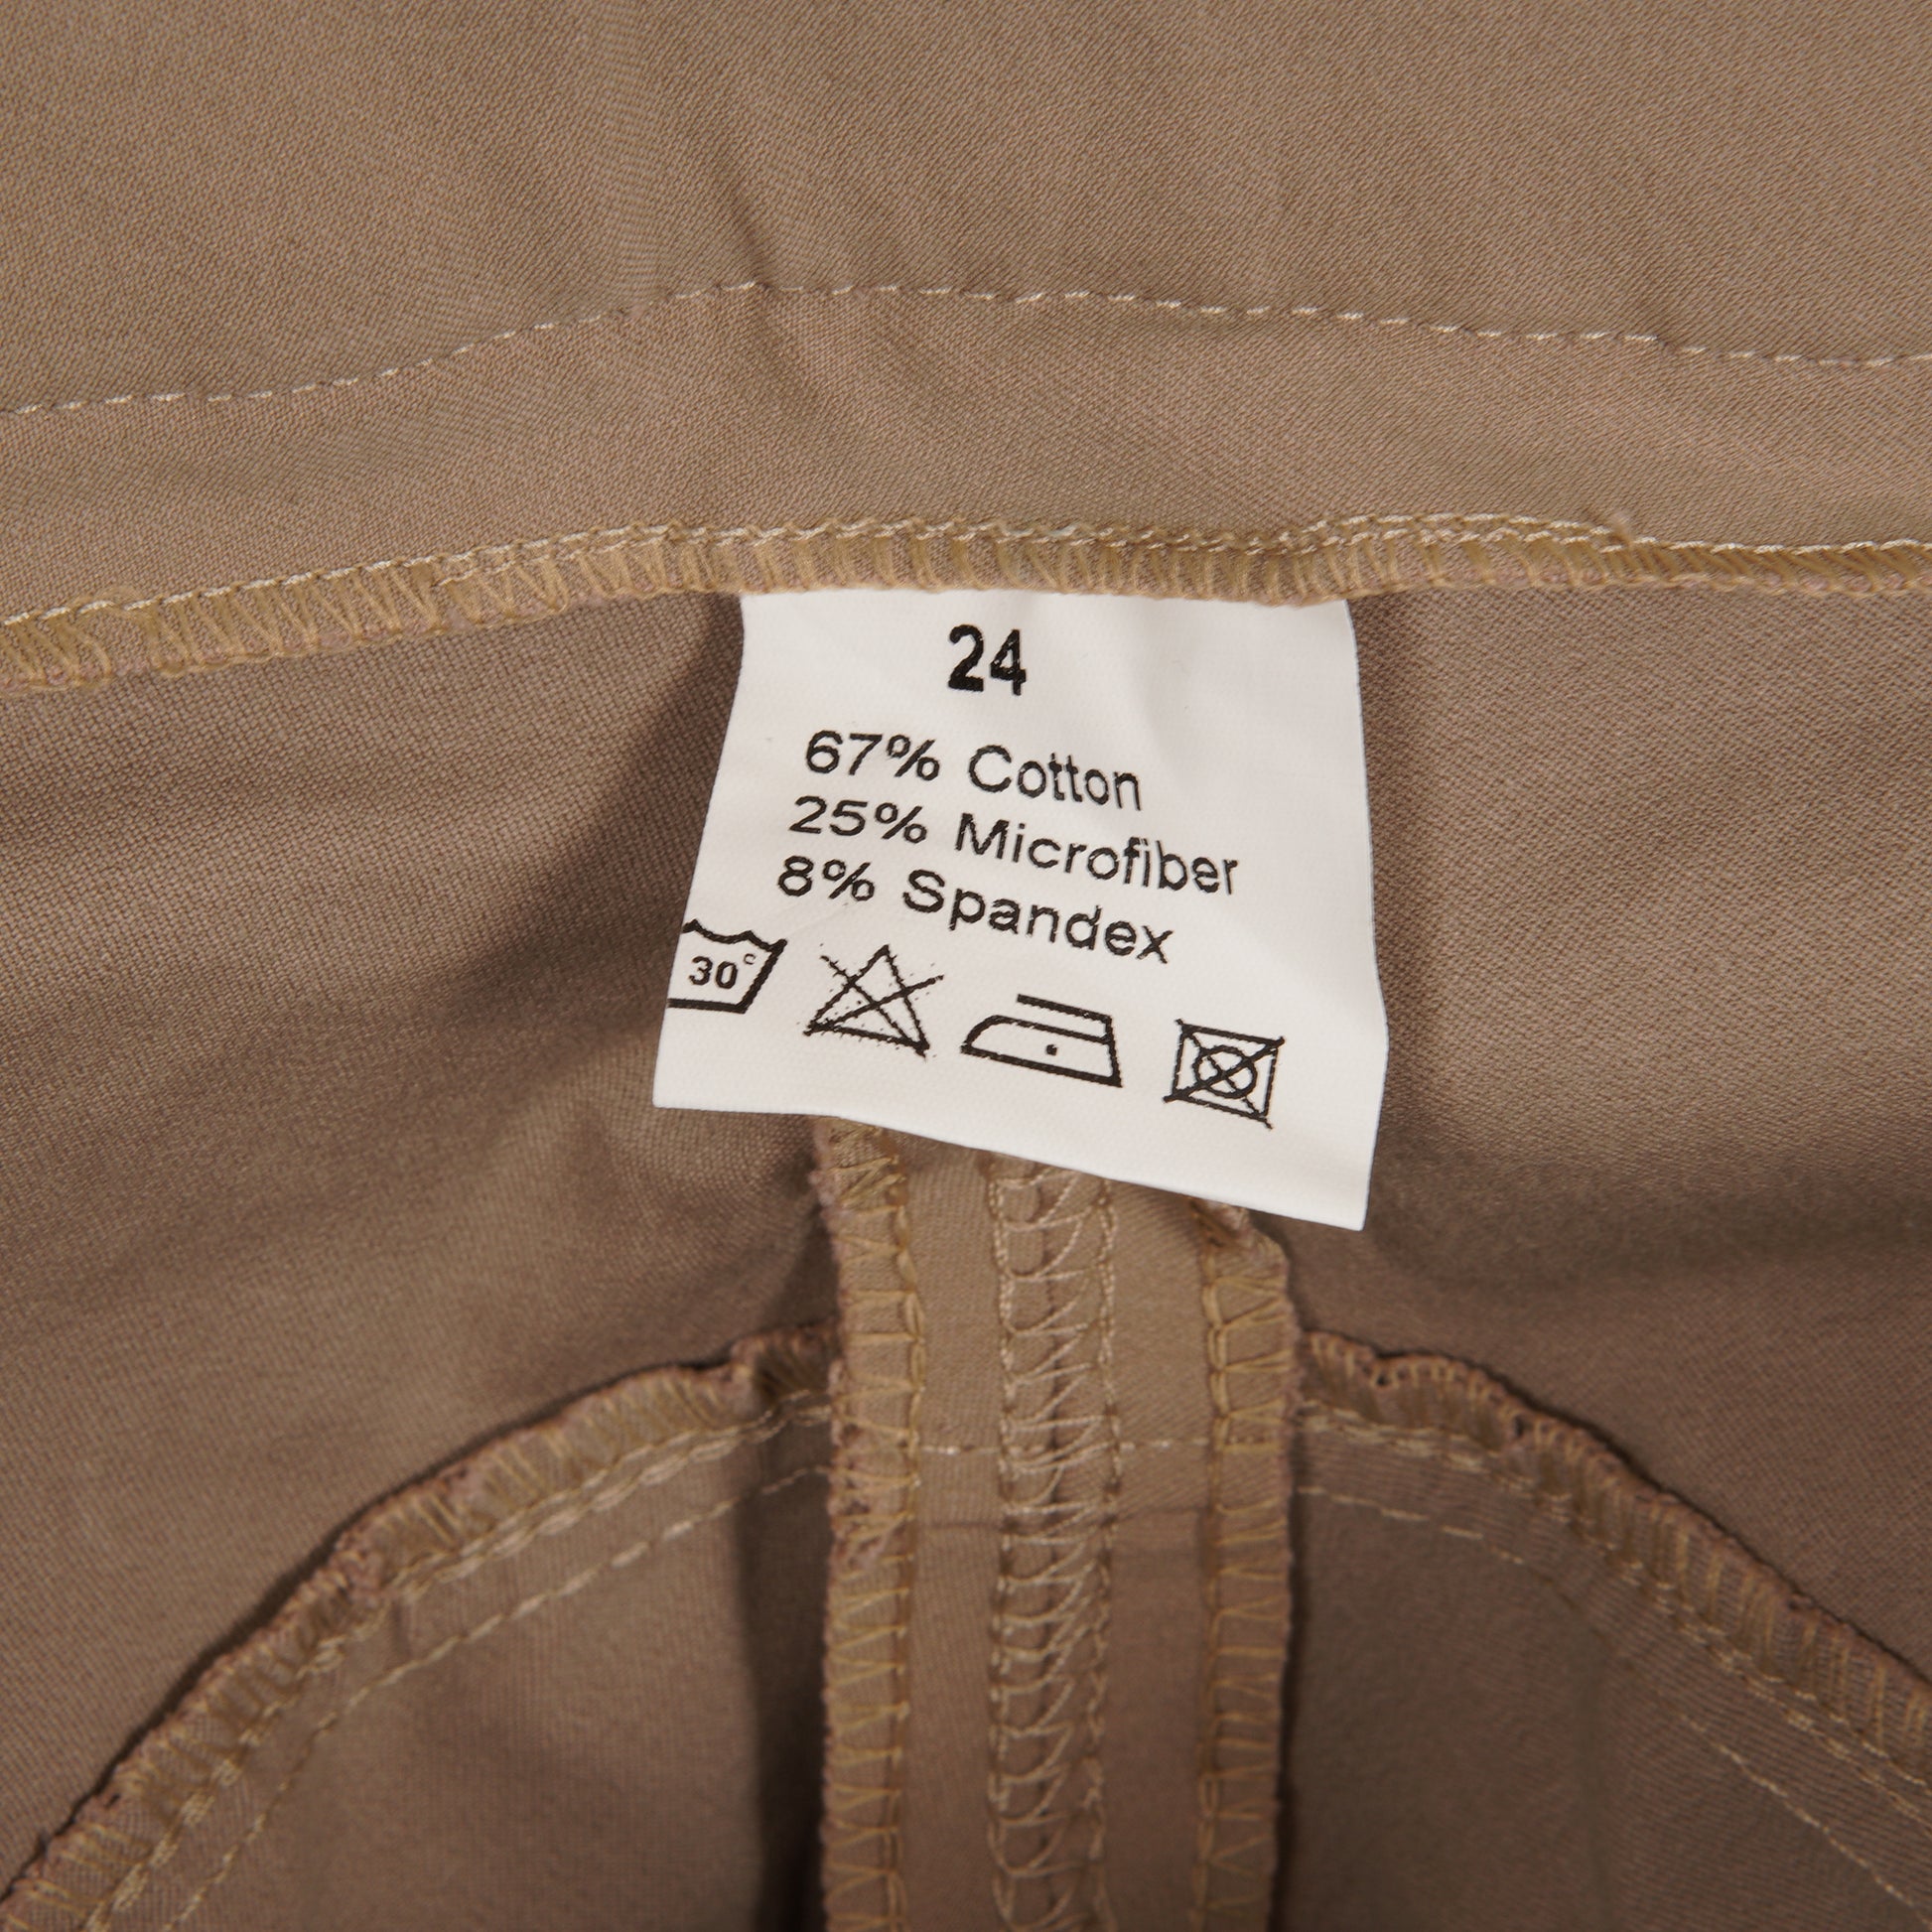 24
67% Cotton
25% Microfiber
8% Spandex
30°